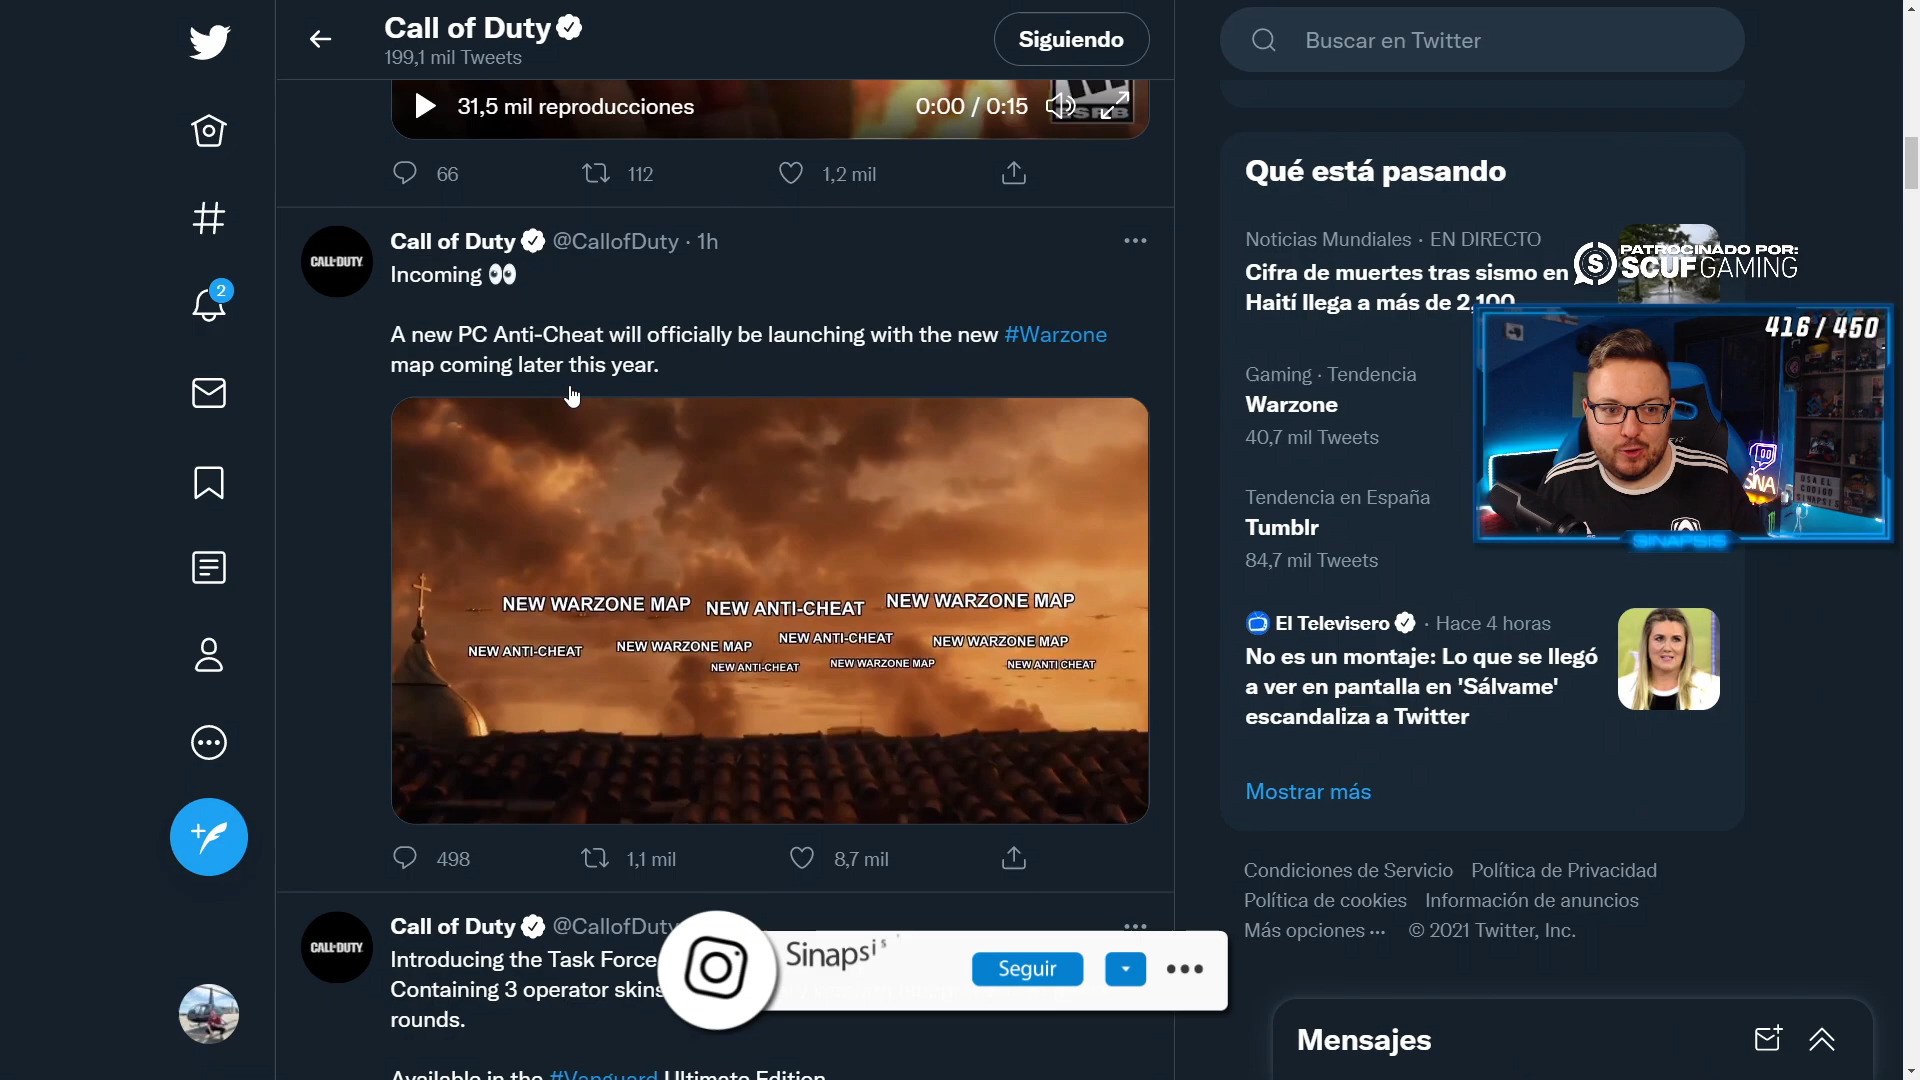 Call of Duty
199,1 mil Tweets
Siguiendo
Buscar en Twitter
31,5 mil reproducciones
0:00 / 0:15
66
112
1,2 mil
Call of Duty @CallofDuty · 1h
Incoming 👀
A new PC Anti-Cheat will officially be launching with the new #Warzone
map coming later this year.
CALL·DUTY
NEW WARZONE MAP
NEW ANTI-CHEAT
NEW WARZONE MAP
NEW ANTI-CHEAT
NEW WARZONE MAP
NEW ANTI-CHEAT
NEW WARZONE MAP
NEW ANTI-CHEAT
NEW WARZONE MAP
NEW ANTI CHEAT
498
1,1 mil
8,7 mil
Call of Duty @CallofDuty
CALL·DUTY
Introducing the Task Force
Containing 3 operator skins
rounds.
Available in the #Vanguard Ultimate Edition
Sinapsis
Seguir
2
Qué está pasando
Noticias Mundiales · EN DIRECTO
Cifra de muertes tras sismo en
Haití llega a más de 2,100
PATROCINADO POR:
SCUFGAMING
416 / 450
SINAPSIS
Gaming · Tendencia
Warzone
40,7 mil Tweets
Tendencia en España
Tumblr
84,7 mil Tweets
El Televisero · Hace 4 horas
No es un montaje: Lo que se llegó
a ver en pantalla en 'Sálvame'
escandaliza a Twitter
Mostrar más
Condiciones de Servicio Política de Privacidad
Política de cookies Información de anuncios
Más opciones ··· © 2021 Twitter, Inc.
Mensajes